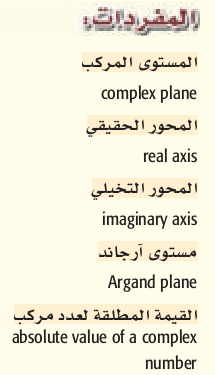 المفردات:
المستوى المركب
complex plane
المحور الحقيقي
real axis
المحور التخيلي
imaginary axis
مستوى آرجاند
Argand plane
القيمة المطلقة لعدد مركب
absolute value of a complex
number